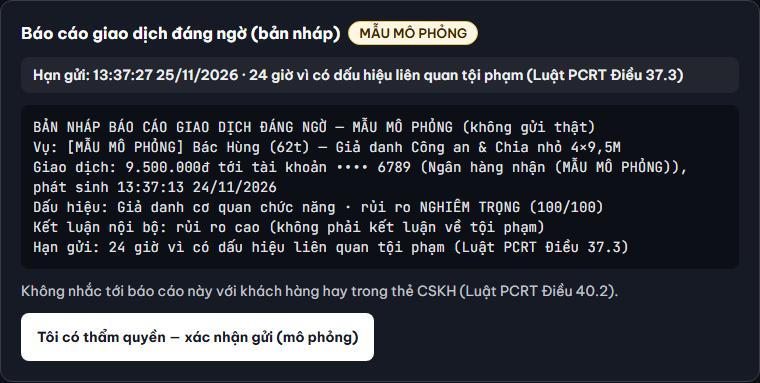 Báo cáo giao dịch đáng ngờ (bản nháp) MẪU MÔ PHỎNG
Hạn gửi: 13:37:27 25/11/2026 · 24 giờ vì có dấu hiệu liên quan tội phạm (Luật PCRT Điều 37.3)
BẢN NHÁP BÁO CÁO GIAO DỊCH ĐÁNG NGỜ — MẪU MÔ PHỎNG (không gửi thật)
Vụ: [MẪU MÔ PHỎNG] Bác Hùng (62t) — Giả danh Công an & Chia nhỏ 4×9,5M
Giao dịch: 9.500.000đ tới tài khoản •••• 6789 (Ngân hàng nhận (MẪU MÔ PHỎNG)),
phát sinh 13:37:13 24/11/2026
Dấu hiệu: Giả danh cơ quan chức năng · rủi ro NGHIÊM TRỌNG (100/100)
Kết luận nội bộ: rủi ro cao (không phải kết luận về tội phạm)
Hạn gửi: 24 giờ vì có dấu hiệu liên quan tội phạm (Luật PCRT Điều 37.3)
Không nhắc tới báo cáo này với khách hàng hay trong thẻ CSKH (Luật PCRT Điều 40.2).
Tôi có thẩm quyền — xác nhận gửi (mô phỏng)